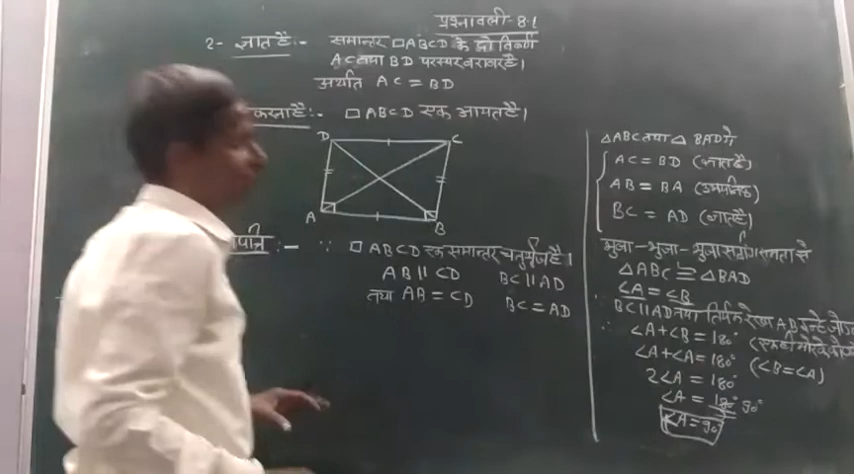 प्रश्नावली-8.1
2- ज्ञात है:- समान्तर □ABCD के दो विकर्ण
AC तथा BD परस्पर बराबर है।
अर्थात AC = BD
करना है:- □ABCD एक आयत है।
D C
A B
∵ □ABCD एक समान्तर चतुर्भुज है।
AB || CD BC || AD
तथा AB = CD BC = AD
△ABC तथा △BAD में
AC = BD (ज्ञात है)
AB = BA (उभयनिष्ठ)
BC = AD (ज्ञात है)
भुजा-भुजा-भुजा सर्वांगसमता से
△ABC ≅ △BAD
∠A = ∠B
∵ BC || AD तथा तिर्यक रेखा AB इन्हें
∴ ∠A + ∠B = 180°
∠A + ∠A = 180° (∠B = ∠A)
2∠A = 180°
∠A = 180° 90°
∠A = 90°